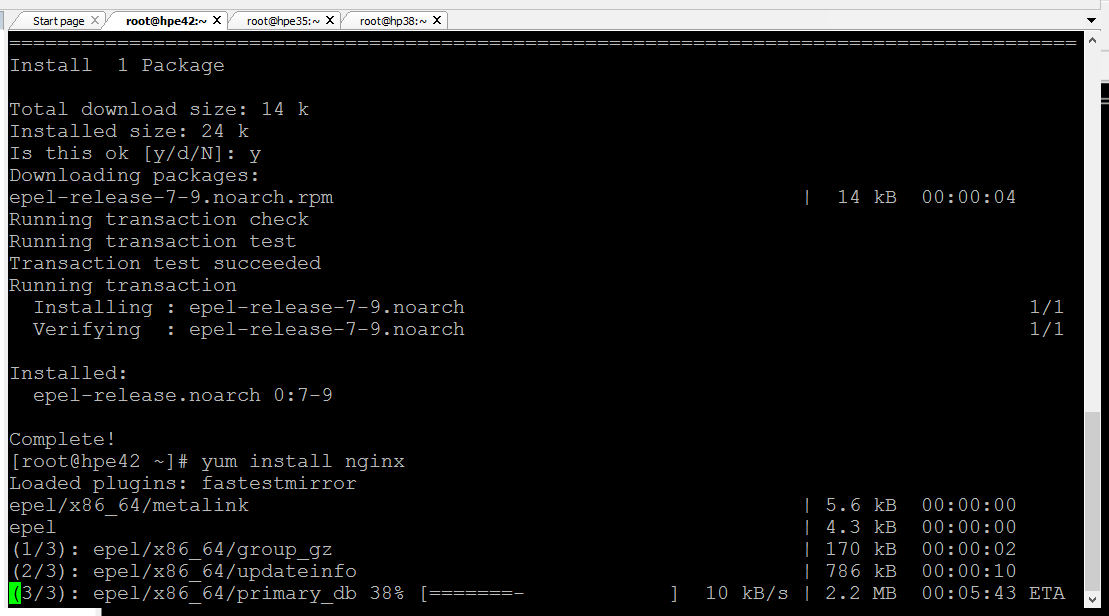 Start page root@hpe42:~ root@hpe35:~ root@hp38:~
================================================================================
Install  1 Package
Total download size: 14 k
Installed size: 24 k
Is this ok [y/d/N]: y
Downloading packages:
epel-release-7-9.noarch.rpm | 14 kB 00:00:04
Running transaction check
Running transaction test
Transaction test succeeded
Running transaction
Installing : epel-release-7-9.noarch 1/1
Verifying  : epel-release-7-9.noarch 1/1
Installed:
epel-release.noarch 0:7-9
Complete!
[root@hpe42 ~]# yum install nginx
Loaded plugins: fastestmirror
epel/x86_64/metalink | 5.6 kB 00:00:00
epel | 4.3 kB 00:00:00
(1/3): epel/x86_64/group_gz | 170 kB 00:00:02
(2/3): epel/x86_64/updateinfo | 786 kB 00:00:10
(3/3): epel/x86_64/primary_db 38% [=======- ] 10 kB/s | 2.2 MB 00:05:43 ETA